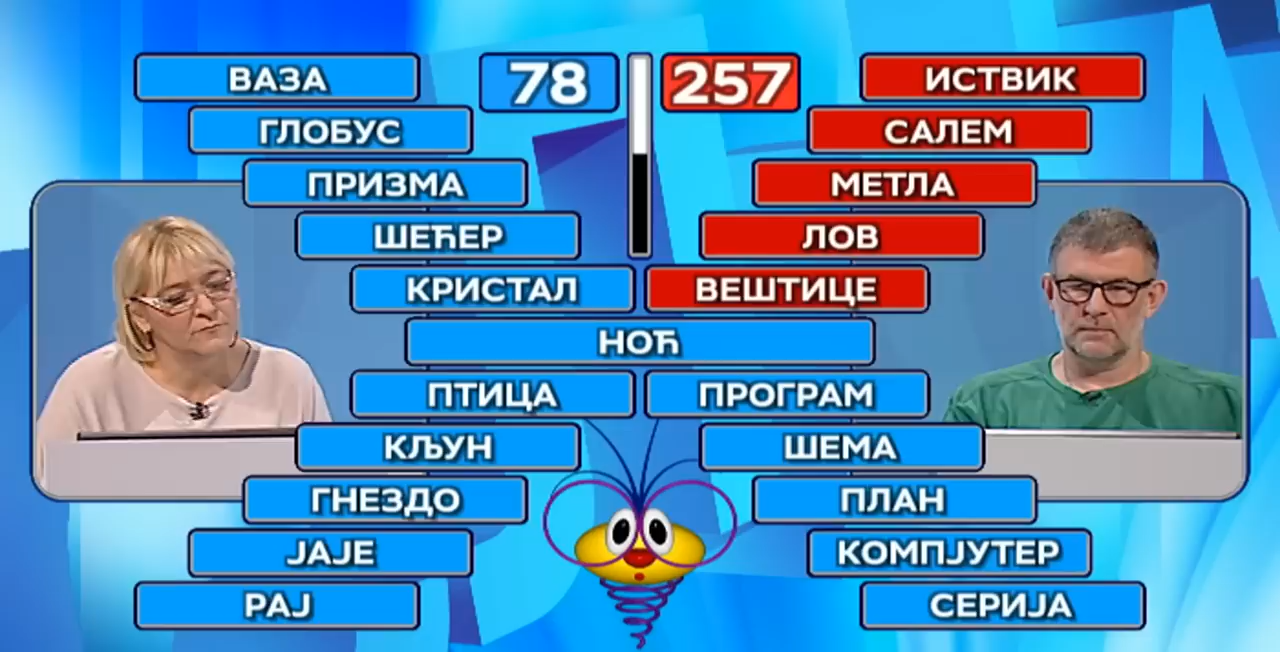 ВАЗА 78 257 ИСТВИК
ГЛОБУС САЛЕМ
ПРИЗМА МЕТЛА
ШЕЋЕР ЛОВ
КРИСТАЛ ВЕШТИЦЕ
НОЋ
ПТИЦА ПРОГРАМ
КЉУН ШЕМА
ГНЕЗДО ПЛАН
ЈАЈЕ КОМПЈУТЕР
РАЈ СЕРИЈА